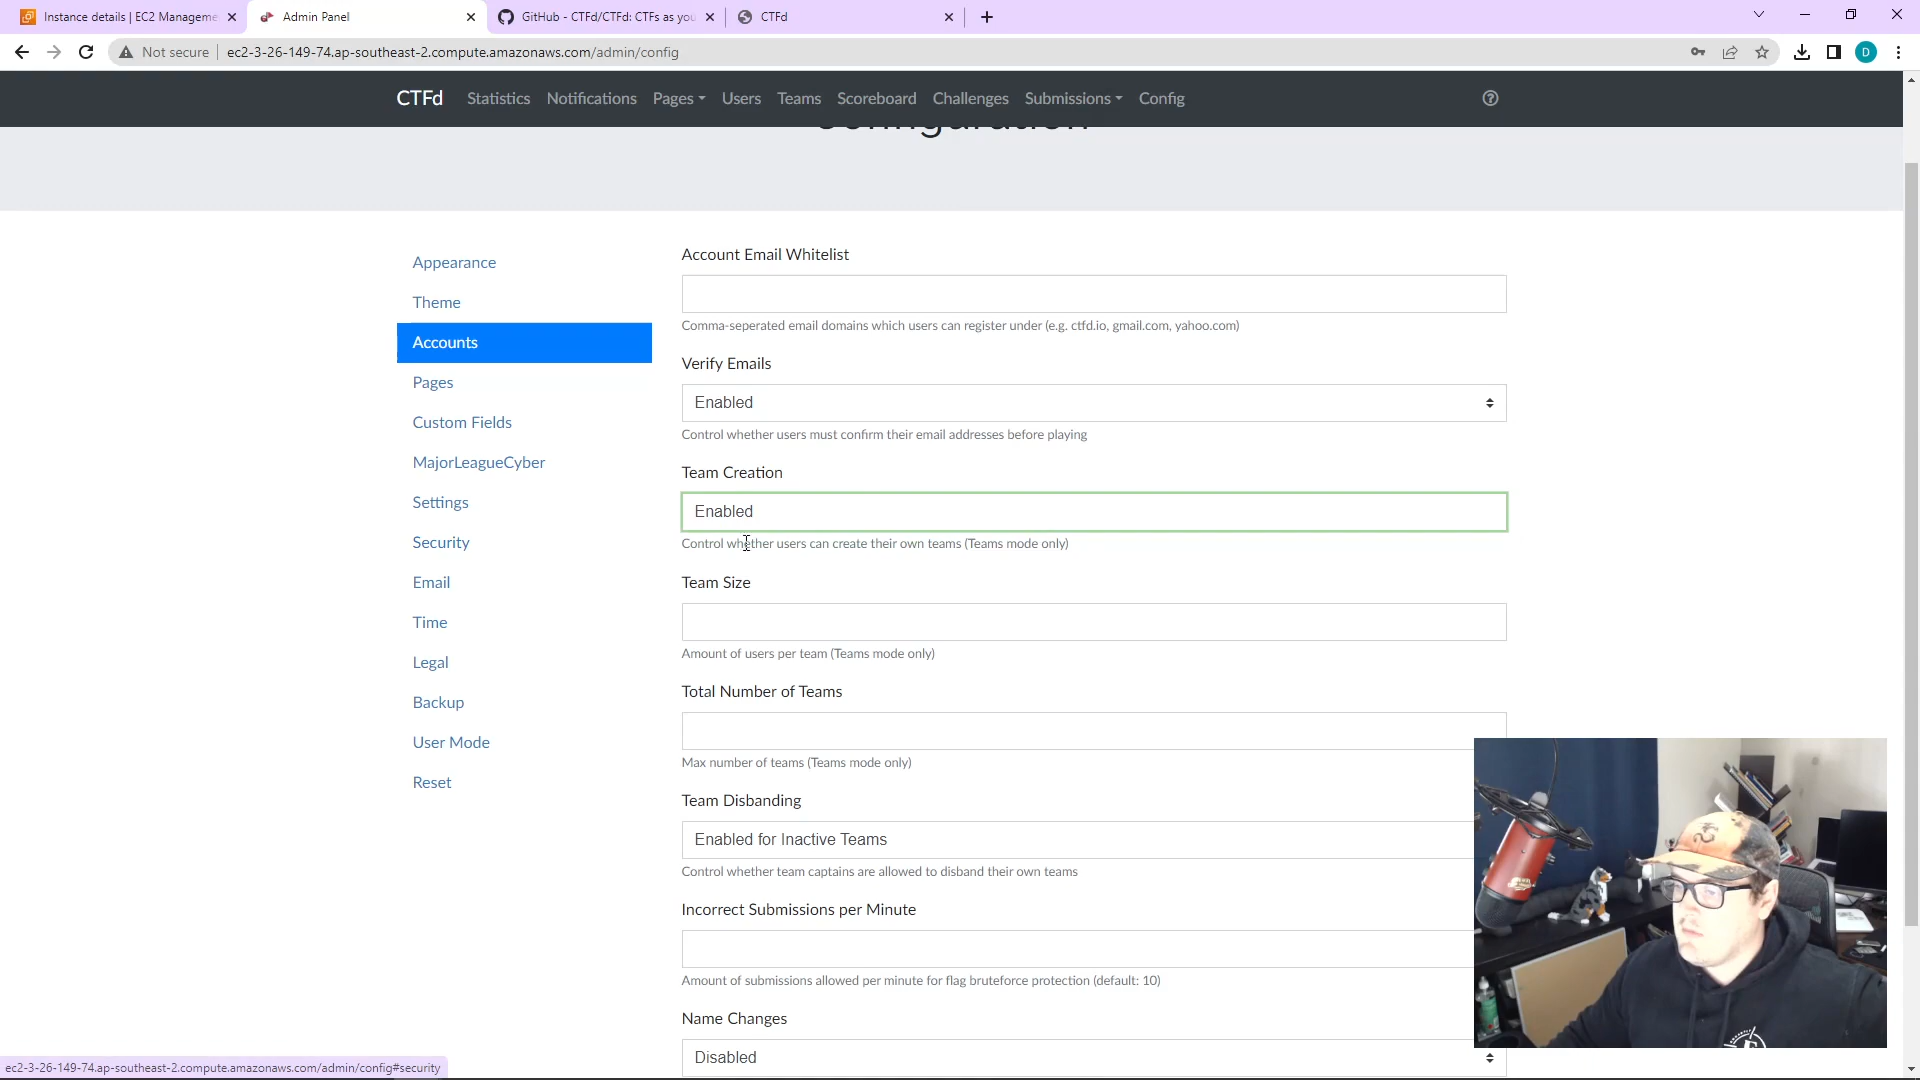 Instance details | EC2 Manageme
Admin Panel
GitHub - CTFd/CTFd: CTFs as you
CTFd
Not secure
ec2-3-26-149-74.ap-southeast-2.compute.amazonaws.com/admin/config
D
CTFd
Statistics
Notifications
Pages
Users
Teams
Scoreboard
Challenges
Submissions
Config
Configuration
Appearance
Theme
Accounts
Pages
Custom Fields
MajorLeagueCyber
Settings
Security
Email
Time
Legal
Backup
User Mode
Reset
Account Email Whitelist
Comma-seperated email domains which users can register under (e.g. ctfd.io, gmail.com, yahoo.com)
Verify Emails
Enabled
Control whether users must confirm their email addresses before playing
Team Creation
Enabled
Control whether users can create their own teams (Teams mode only)
Team Size
Amount of users per team (Teams mode only)
Total Number of Teams
Max number of teams (Teams mode only)
Team Disbanding
Enabled for Inactive Teams
Control whether team captains are allowed to disband their own teams
Incorrect Submissions per Minute
Amount of submissions allowed per minute for flag bruteforce protection (default: 10)
Name Changes
Disabled
ec2-3-26-149-74.ap-southeast-2.compute.amazonaws.com/admin/config#security